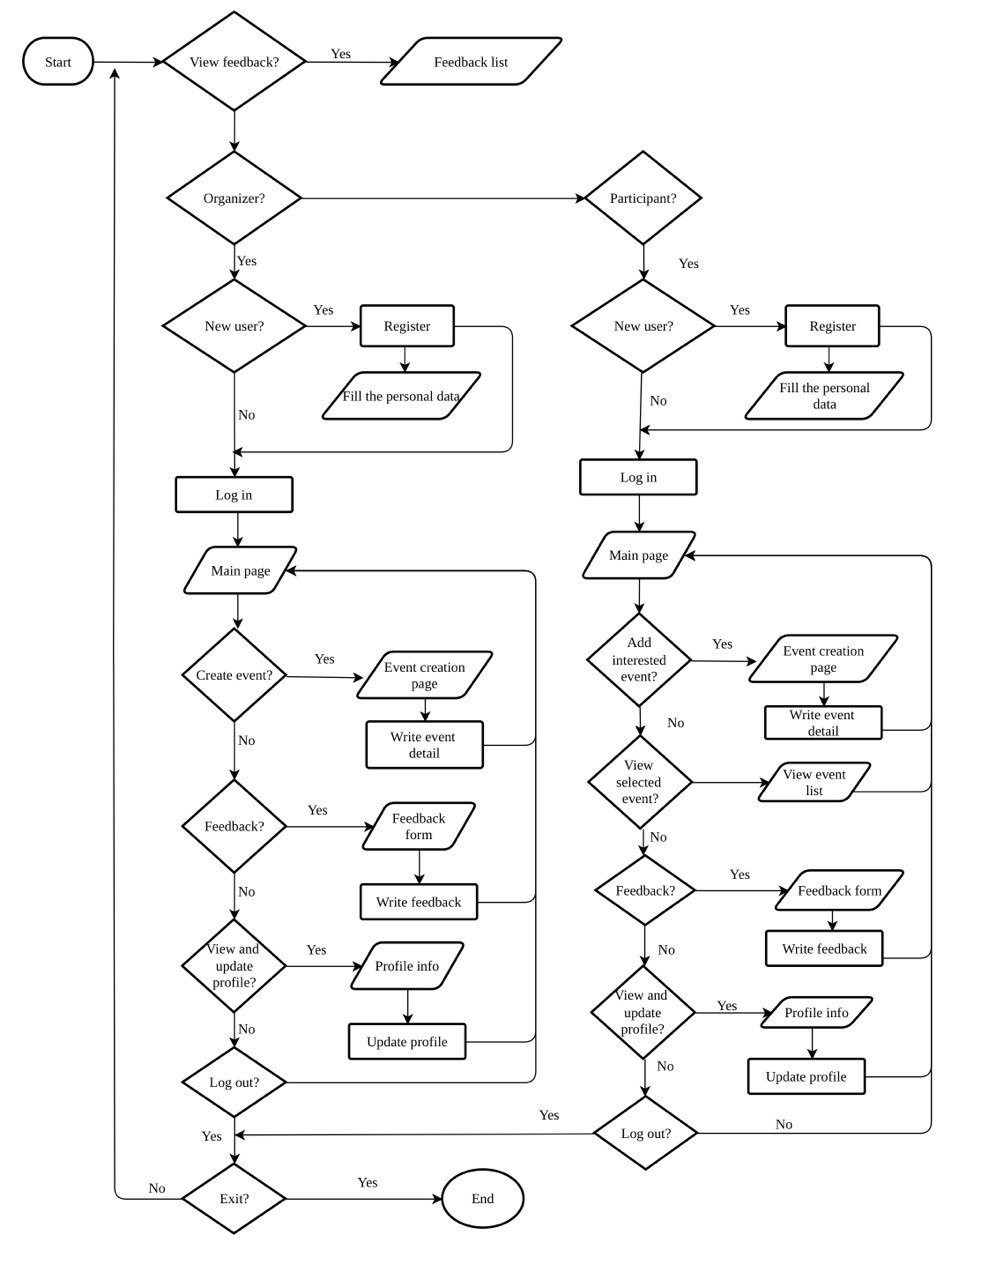 Start
View feedback?
Yes
Feedback list
Organizer?
Participant?
Yes
Yes
New user?
Yes
Register
New user?
Yes
Register
Fill the personal data
Fill the personal
data
No
No
Log in
Log in
Main page
Main page
Create event?
Yes
Event creation
page
Write event
detail
No
Add
interested
event?
Yes
Event creation
page
Write event
detail
No
View
selected
event?
View event
list
No
Feedback?
Yes
Feedback
form
Write feedback
No
Feedback?
Yes
Feedback form
Write feedback
No
View and
update
profile?
Yes
Profile info
Update profile
No
View and
update
profile?
Yes
Profile info
Update profile
No
Log out?
Yes
Log out?
Yes
No
Exit?
No
Yes
End